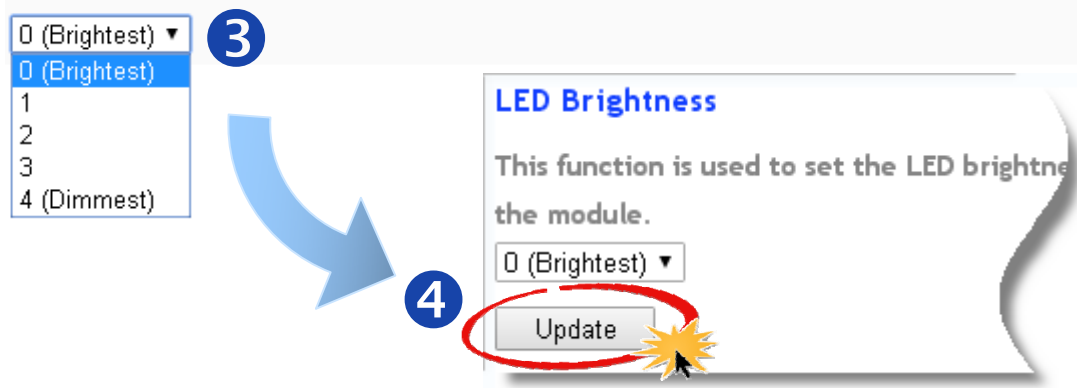 0 (Brightest) ▼
3
0 (Brightest)
1
2
3
4 (Dimmest)
LED Brightness
This function is used to set the LED
the module.
0 (Brightest) ▼
4
Update